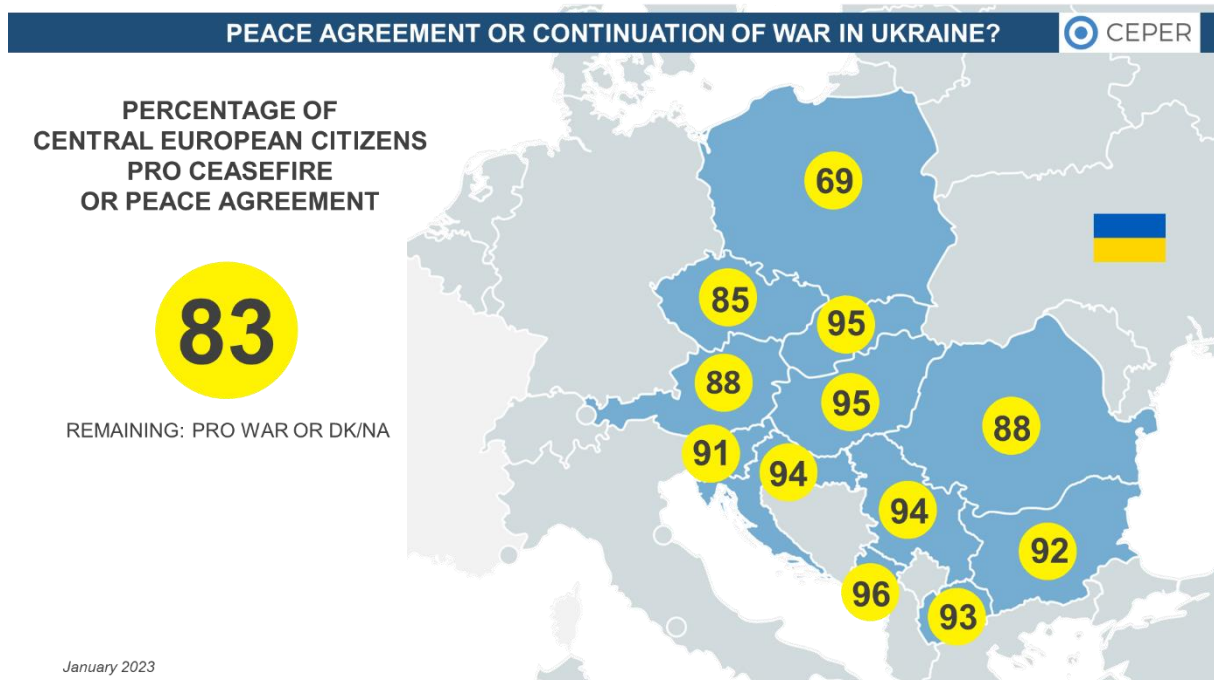 PEACE AGREEMENT OR CONTINUATION OF WAR IN UKRAINE?
CEPER
PERCENTAGE OF
CENTRAL EUROPEAN CITIZENS
PRO CEASEFIRE
OR PEACE AGREEMENT
83
REMAINING: PRO WAR OR DK/NA
69
85
95
88
95
88
91
94
94
92
96
93
January 2023